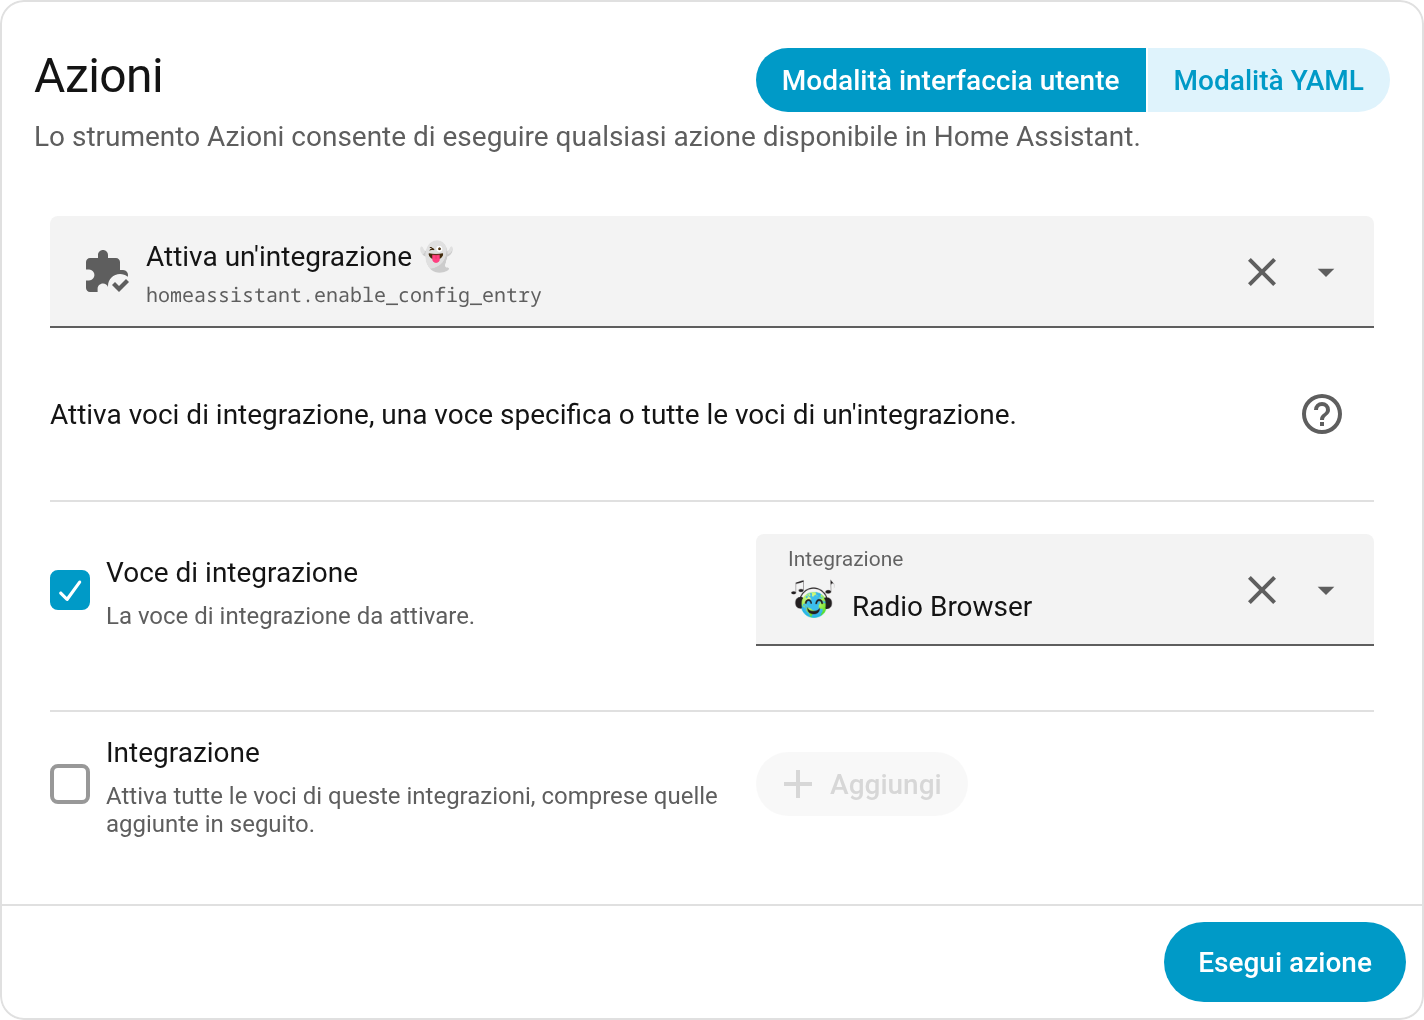 Azioni
Modalità interfaccia utente
Modalità YAML
Lo strumento Azioni consente di eseguire qualsiasi azione disponibile in Home Assistant.
Attiva un'integrazione 👻
homeassistant.enable_config_entry
Attiva voci di integrazione, una voce specifica o tutte le voci di un'integrazione.
Voce di integrazione
La voce di integrazione da attivare.
Integrazione
Radio Browser
Integrazione
Attiva tutte le voci di queste integrazioni, comprese quelle
aggiunte in seguito.
Aggiungi
Esegui azione